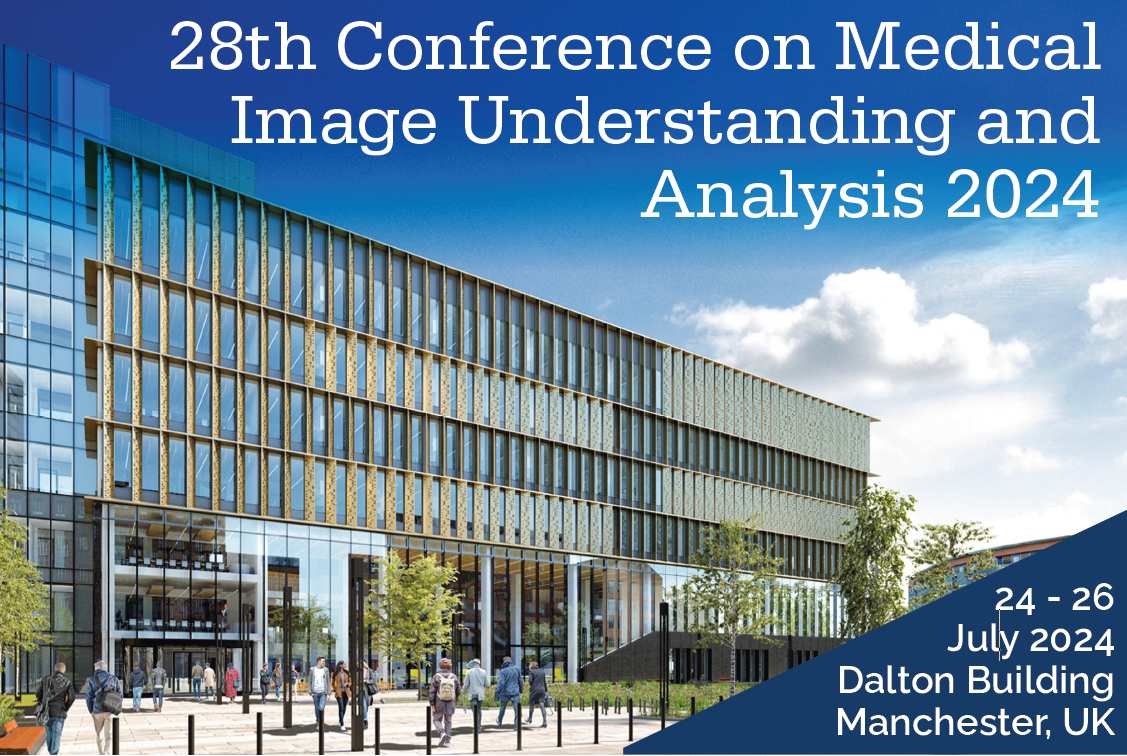 28th Conference on Medical
Image Understanding and
Analysis 2024
24 - 26
July 2024
Dalton Building
Manchester, UK